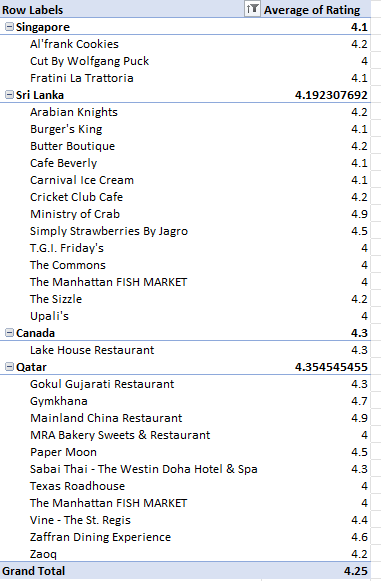 Row Labels Average of Rating
Singapore 4.1
Al'frank Cookies 4.2
Cut By Wolfgang Puck 4
Fratini La Trattoria 4.1
Sri Lanka 4.192307692
Arabian Knights 4.2
Burger's King 4.1
Butter Boutique 4.2
Cafe Beverly 4.1
Carnival Ice Cream 4.1
Cricket Club Cafe 4.2
Ministry of Crab 4.9
Simply Strawberries By Jagro 4.5
T.G.I. Friday's 4
The Commons 4
The Manhattan FISH MARKET 4
The Sizzle 4.2
Upali's 4
Canada 4.3
Lake House Restaurant 4.3
Qatar 4.354545455
Gokul Gujarati Restaurant 4.3
Gymkhana 4.7
Mainland China Restaurant 4.9
MRA Bakery Sweets & Restaurant 4
Paper Moon 4.5
Sabai Thai - The Westin Doha Hotel & Spa 4.3
Texas Roadhouse 4
The Manhattan FISH MARKET 4
Vine - The St. Regis 4.4
Zaffran Dining Experience 4.6
Zaoq 4.2
Grand Total 4.25